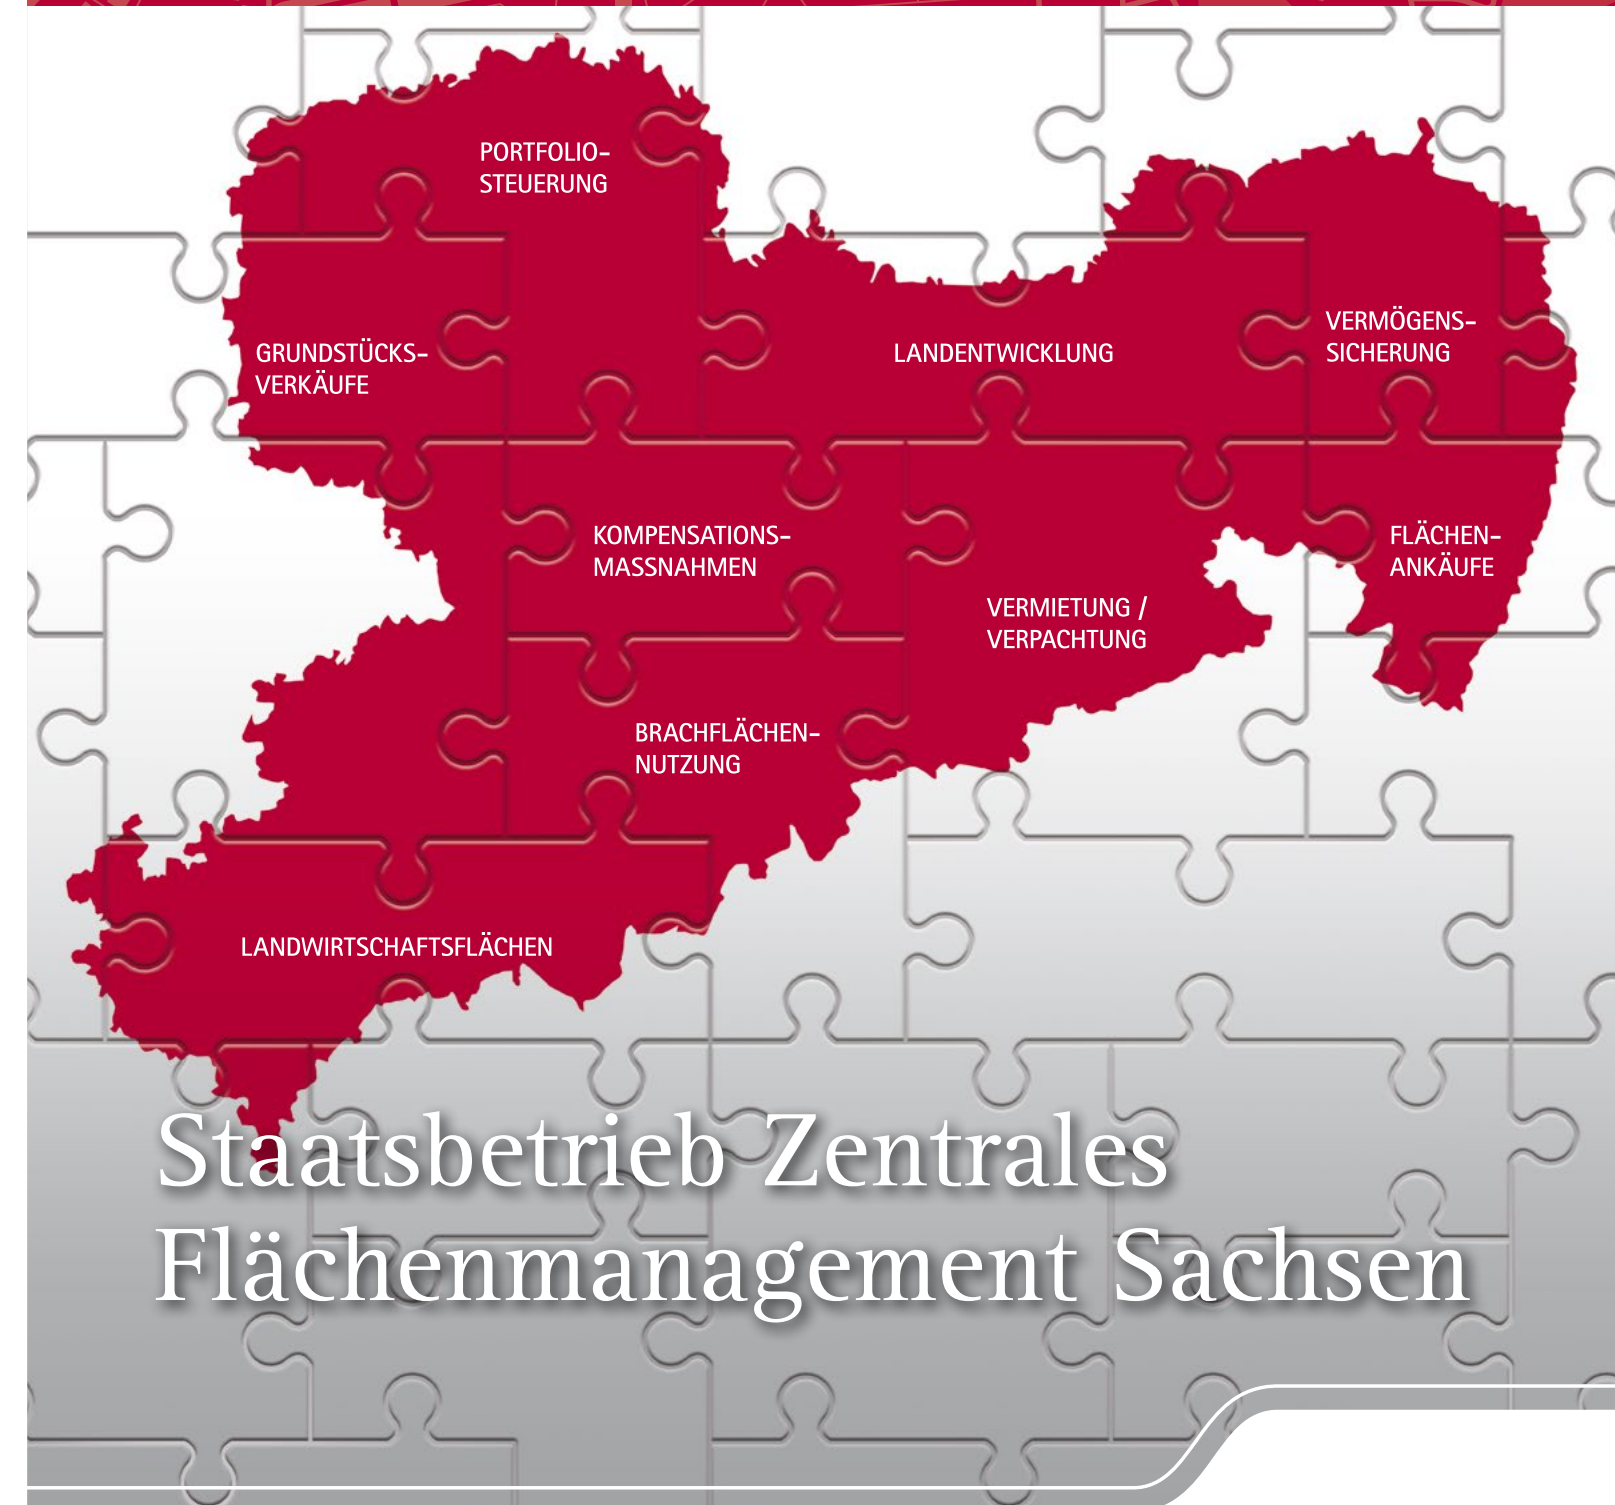 PORTFOLIO-
STEUERUNG
GRUNDSTÜCKS-
VERKÄUFE
LANDENTWICKLUNG
VERMÖGENS-
SICHERUNG
KOMPENSATIONS-
MASSNAHMEN
FLÄCHEN-
ANKÄUFE
VERMIETUNG /
VERPACHTUNG
BRACHFLÄCHEN-
NUTZUNG
LANDWIRTSCHAFTSFLÄCHEN
Staatsbetrieb Zentrales
Flächenmanagement Sachsen